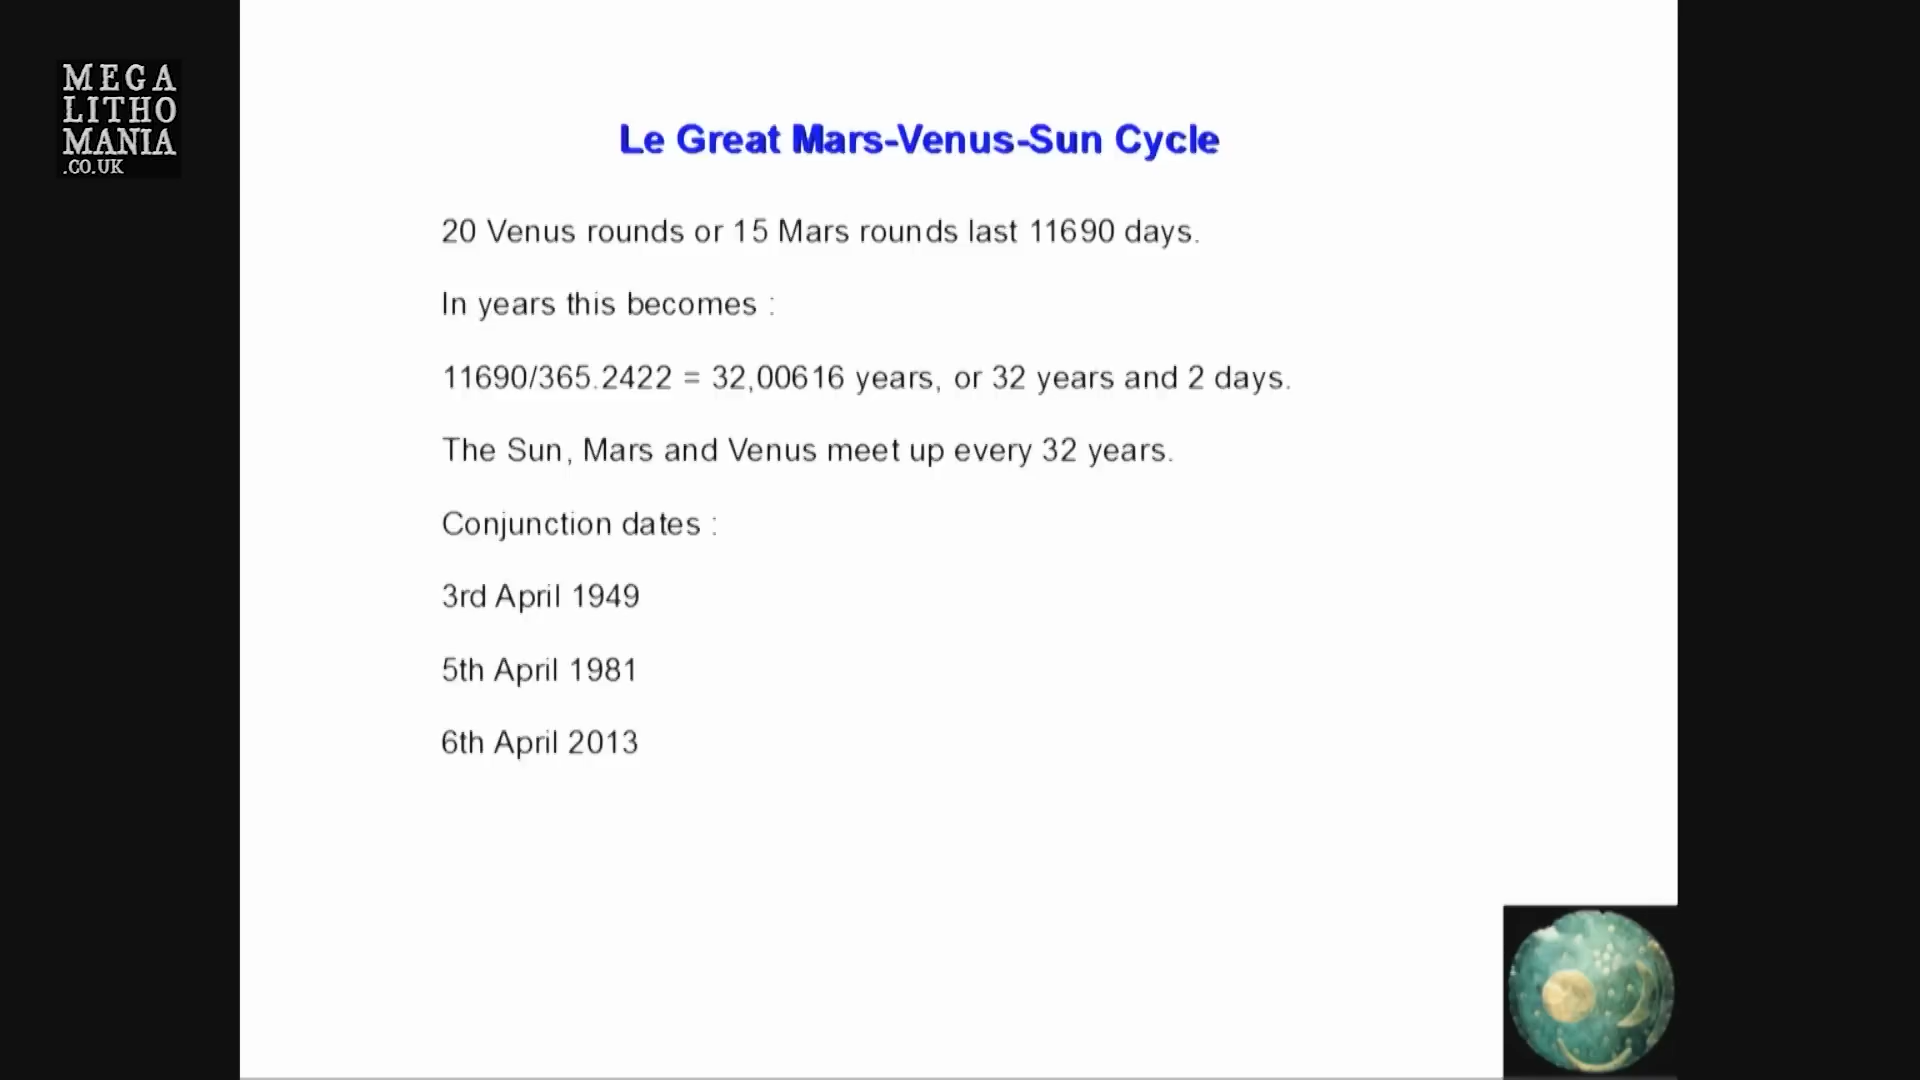 MEGA
LITHO
MANIA
.CO.UK
Le Great Mars-Venus-Sun Cycle
20 Venus rounds or 15 Mars rounds last 11690 days.
In years this becomes :
11690/365.2422 = 32,00616 years, or 32 years and 2 days.
The Sun, Mars and Venus meet up every 32 years.
Conjunction dates :
3rd April 1949
5th April 1981
6th April 2013